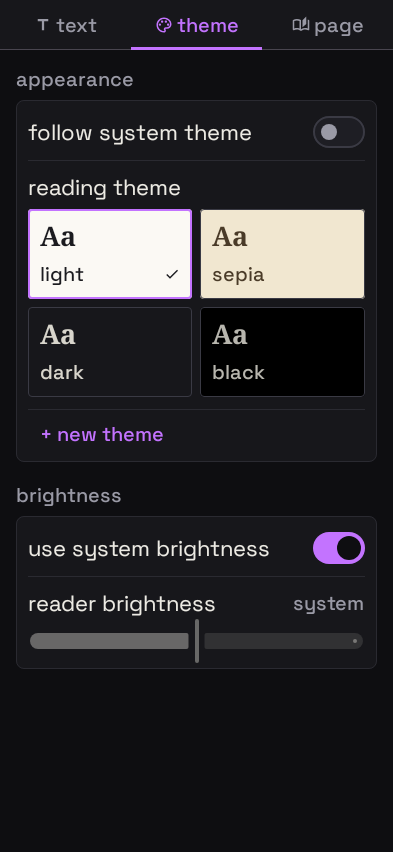 text
theme
page
appearance
follow system theme
reading theme
Aa
light
Aa
sepia
Aa
dark
Aa
black
+ new theme
brightness
use system brightness
reader brightness
system